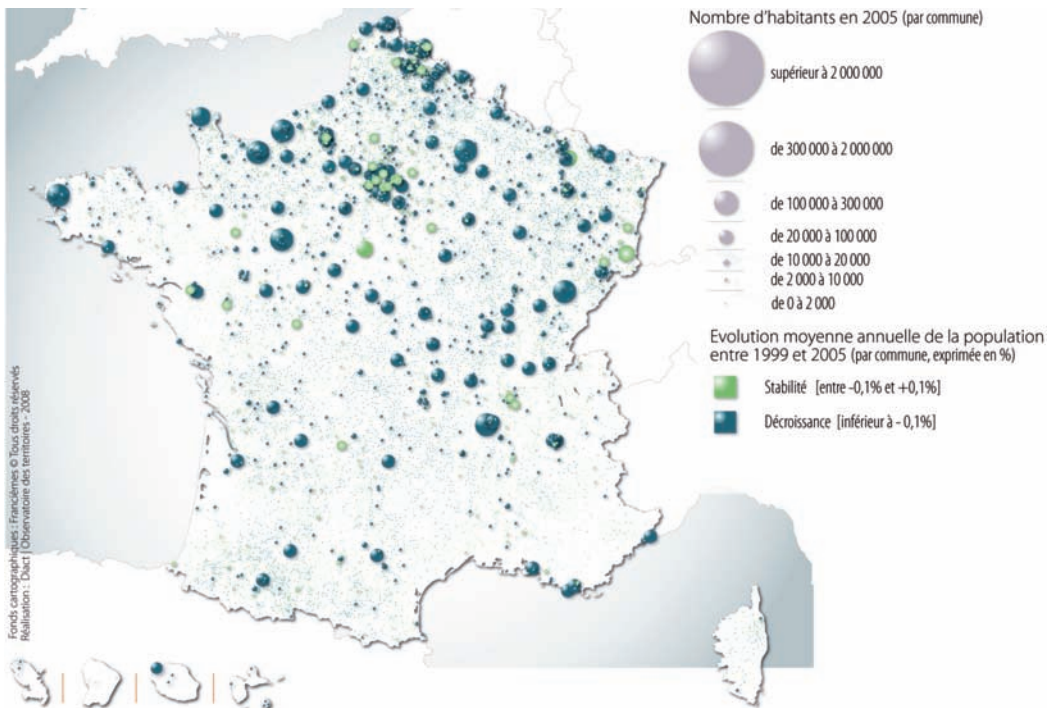 Nombre d'habitants en 2005 (par commune)
supérieur à 2 000 000
de 300 000 à 2 000 000
de 100 000 à 300 000
de 20 000 à 100 000
de 10 000 à 20 000
de 2 000 à 10 000
de 0 à 2 000
Evolution moyenne annuelle de la population
entre 1999 et 2005 (par commune, exprimée en %)
Stabilité [entre -0,1% et +0,1%]
Décroissance [inférieur à - 0,1%]
Fonds cartographiques : Francièmes © Tous droits réservés
Réalisation : Diact | Observatoire des territoires - 2008